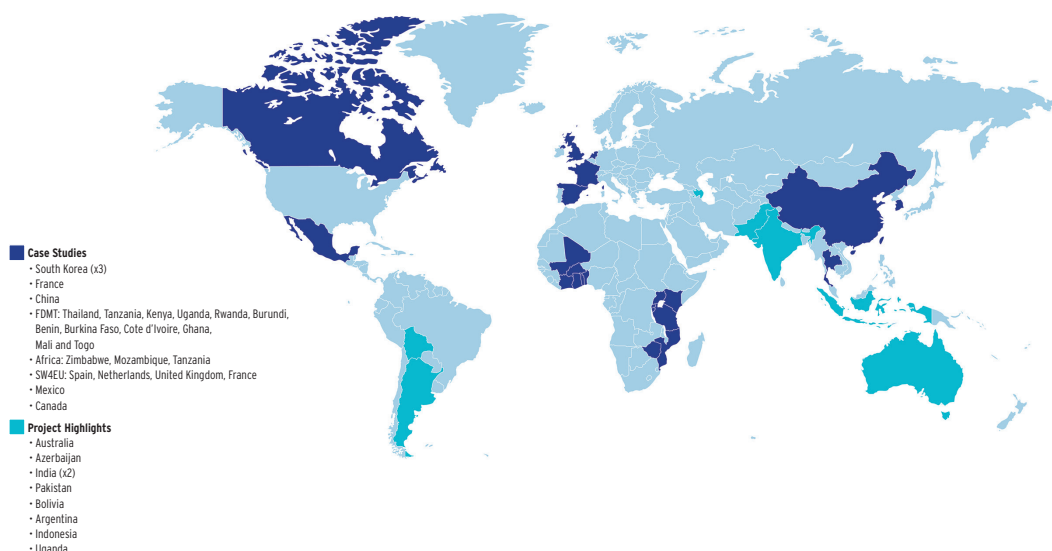 Case Studies
• South Korea (x3)
• France
• China
• FDMT: Thailand, Tanzania, Kenya, Uganda, Rwanda, Burundi,
Benin, Burkina Faso, Cote d'Ivoire, Ghana,
Mali and Togo
• Africa: Zimbabwe, Mozambique, Tanzania
• SW4EU: Spain, Netherlands, United Kingdom, France
• Mexico
• Canada
Project Highlights
• Australia
• Azerbaijan
• India (x2)
• Pakistan
• Bolivia
• Argentina
• Indonesia
• Uganda